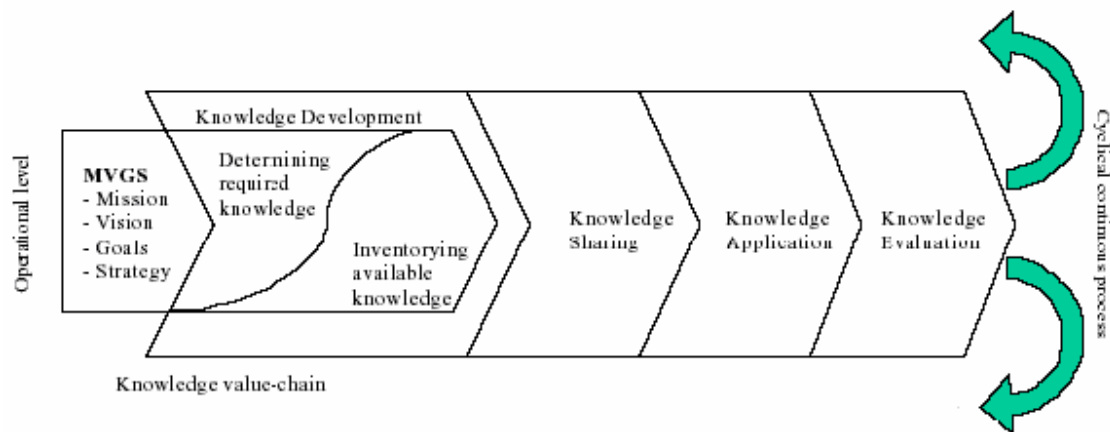 Knowledge Development
Operational level
MVGS
- Mission
- Vision
- Goals
- Strategy
Deternining
required
knowledge
Inventorying
available
knowledge
Knowledge
Sharing
Knowledge
Application
Knowledge
Evaluation
Cyclical continuous process
Knowledge value-chain